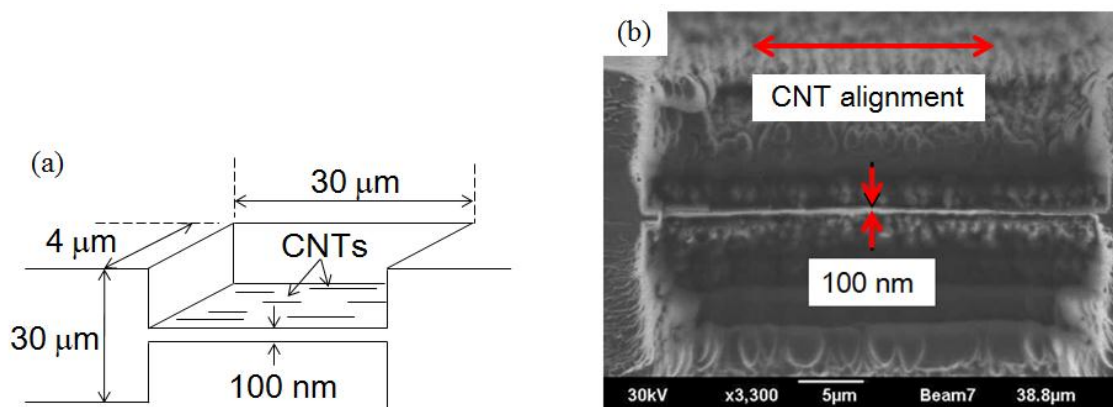 (a)
30 μm
4 μm
CNTs
30 μm
100 nm
(b)
CNT alignment
100 nm
30kV x3,300 5μm Beam7 38.8μm